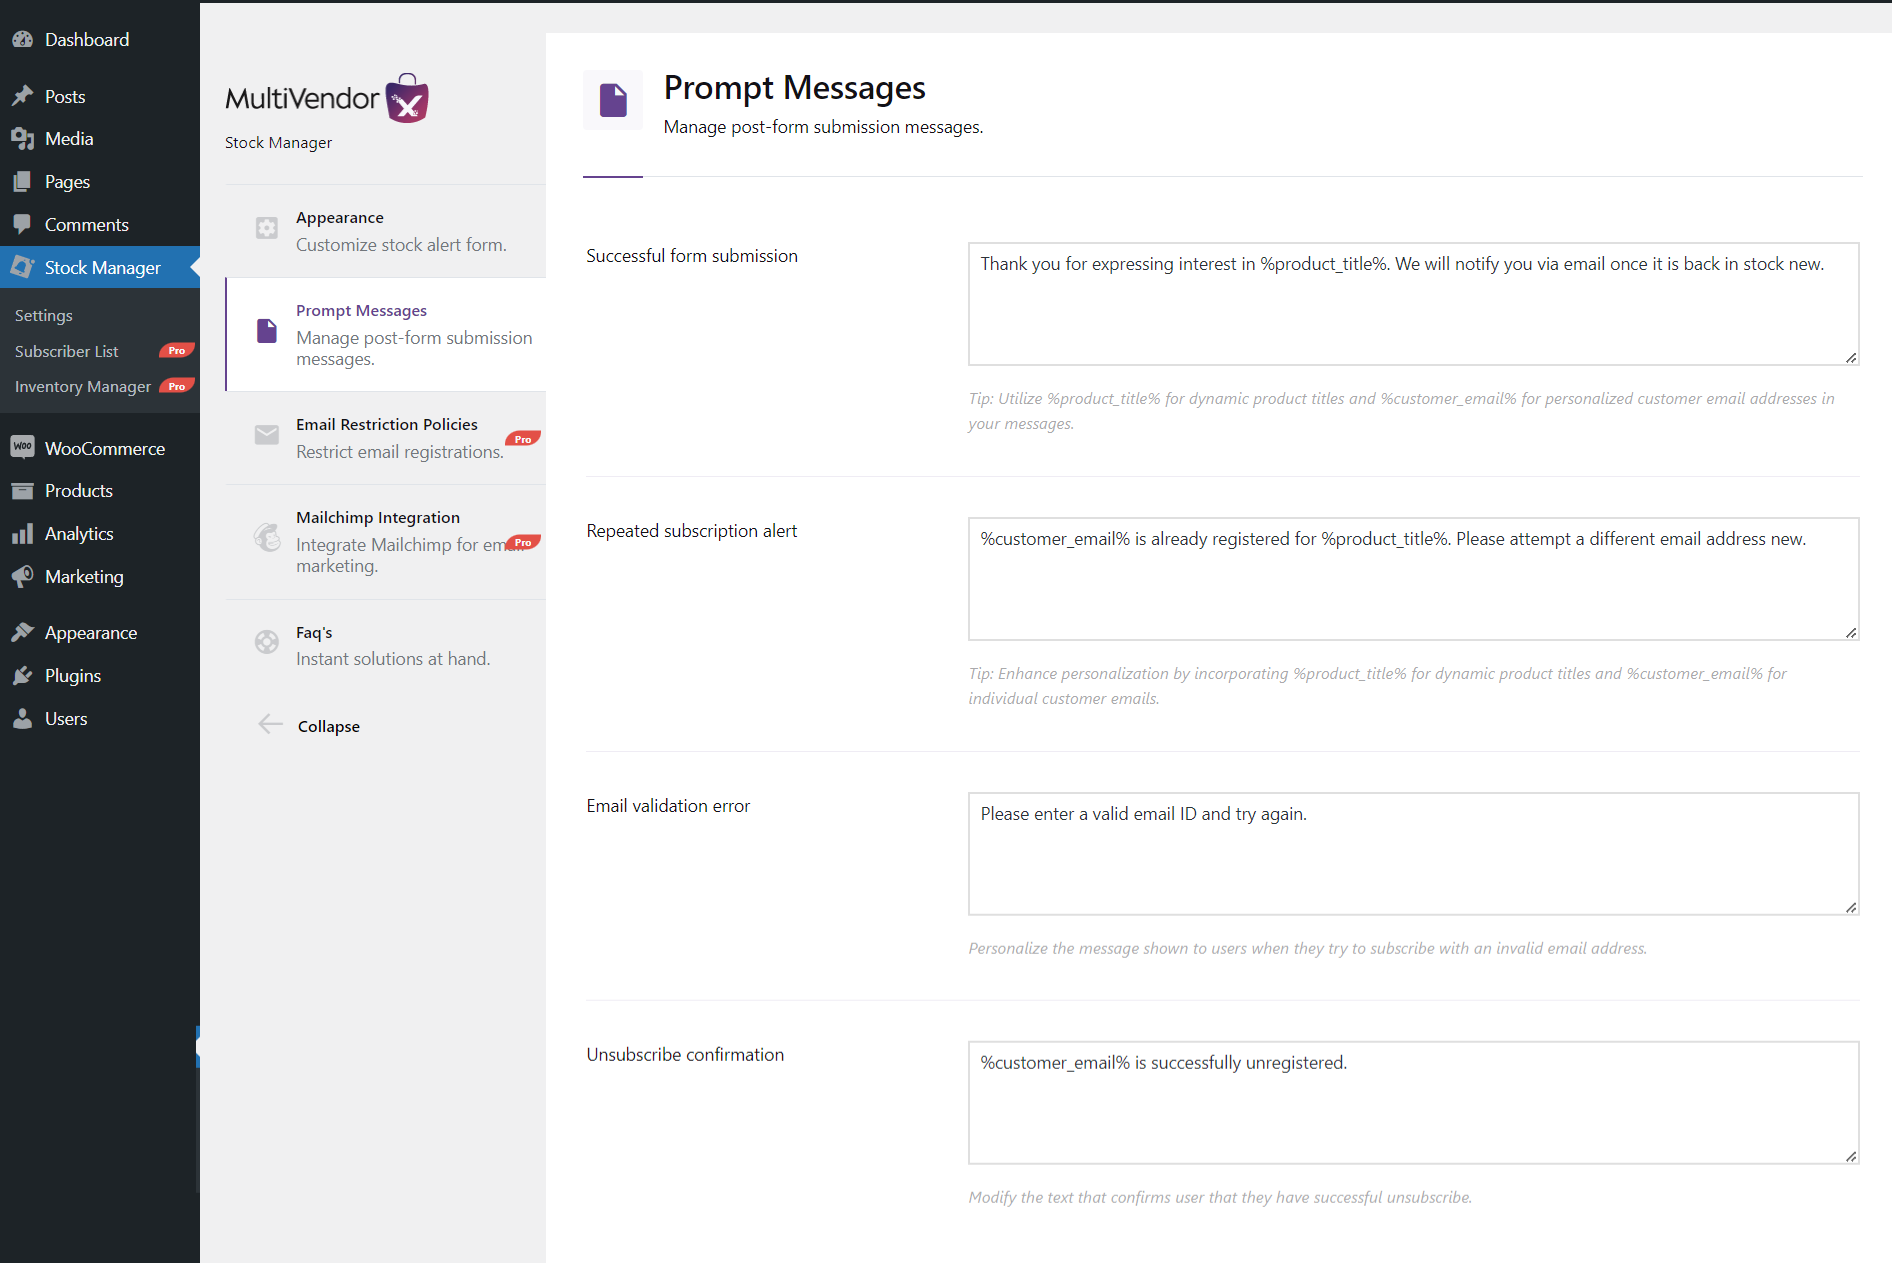 Dashboard
Posts
Media
Pages
Comments
Stock Manager
Settings
Subscriber List Pro
Inventory Manager Pro
WOO WooCommerce
Products
Analytics
Marketing
Appearance
Plugins
Users
MultiVendor X
Stock Manager
Appearance
Customize stock alert form.
Prompt Messages
Manage post-form submission
messages.
Email Restriction Policies
Restrict email registrations. Pro
Mailchimp Integration
Integrate Mailchimp for email Pro
marketing.
Faq's
Instant solutions at hand.
Collapse
Prompt Messages
Manage post-form submission messages.
Successful form submission
Thank you for expressing interest in %product_title%. We will notify you via email once it is back in stock new.
Tip: Utilize %product_title% for dynamic product titles and %customer_email% for personalized customer email addresses in
your messages.
Repeated subscription alert
%customer_email% is already registered for %product_title%. Please attempt a different email address new.
Tip: Enhance personalization by incorporating %product_title% for dynamic product titles and %customer_email% for
individual customer emails.
Email validation error
Please enter a valid email ID and try again.
Personalize the message shown to users when they try to subscribe with an invalid email address.
Unsubscribe confirmation
%customer_email% is successfully unregistered.
Modify the text that confirms user that they have successful unsubscribe.